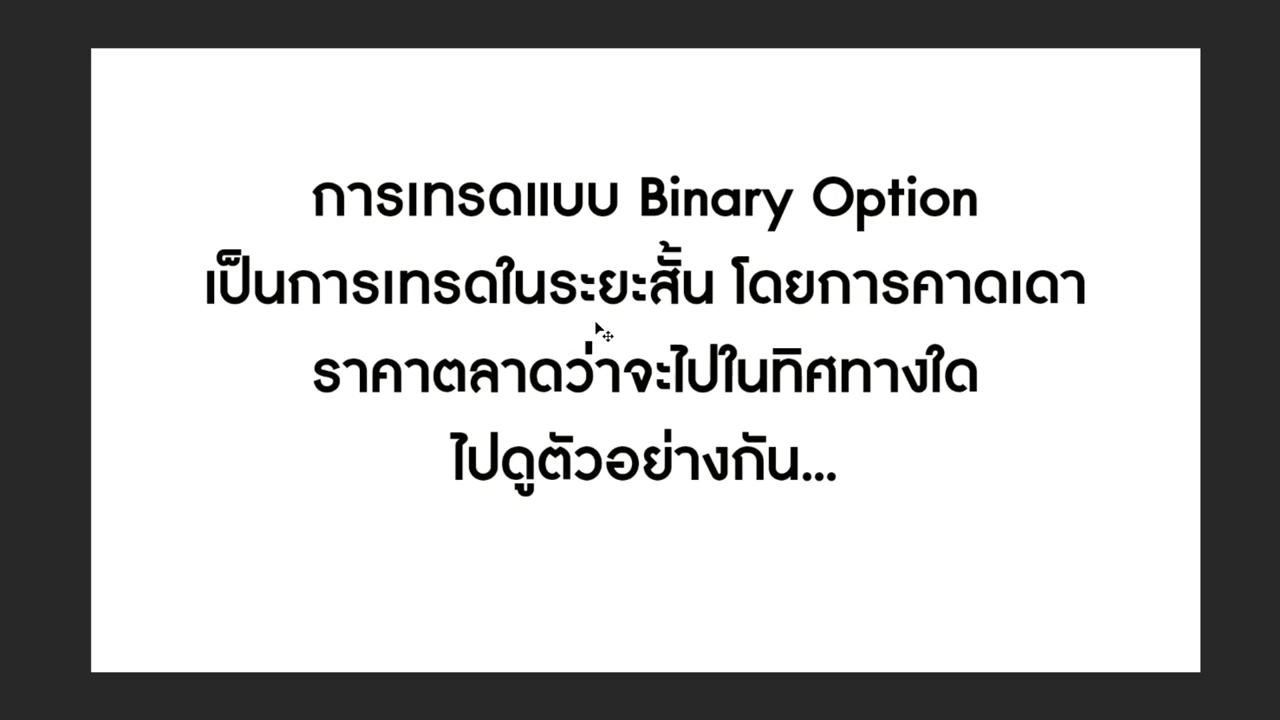 การเทรดแบบ Binary Option
เป็นการเทรดในระยะสั้น โดยการคาดเดา
ราคาตลาดว่าจะไปในทิศทางใด
ไปดูตัวอย่างกัน...